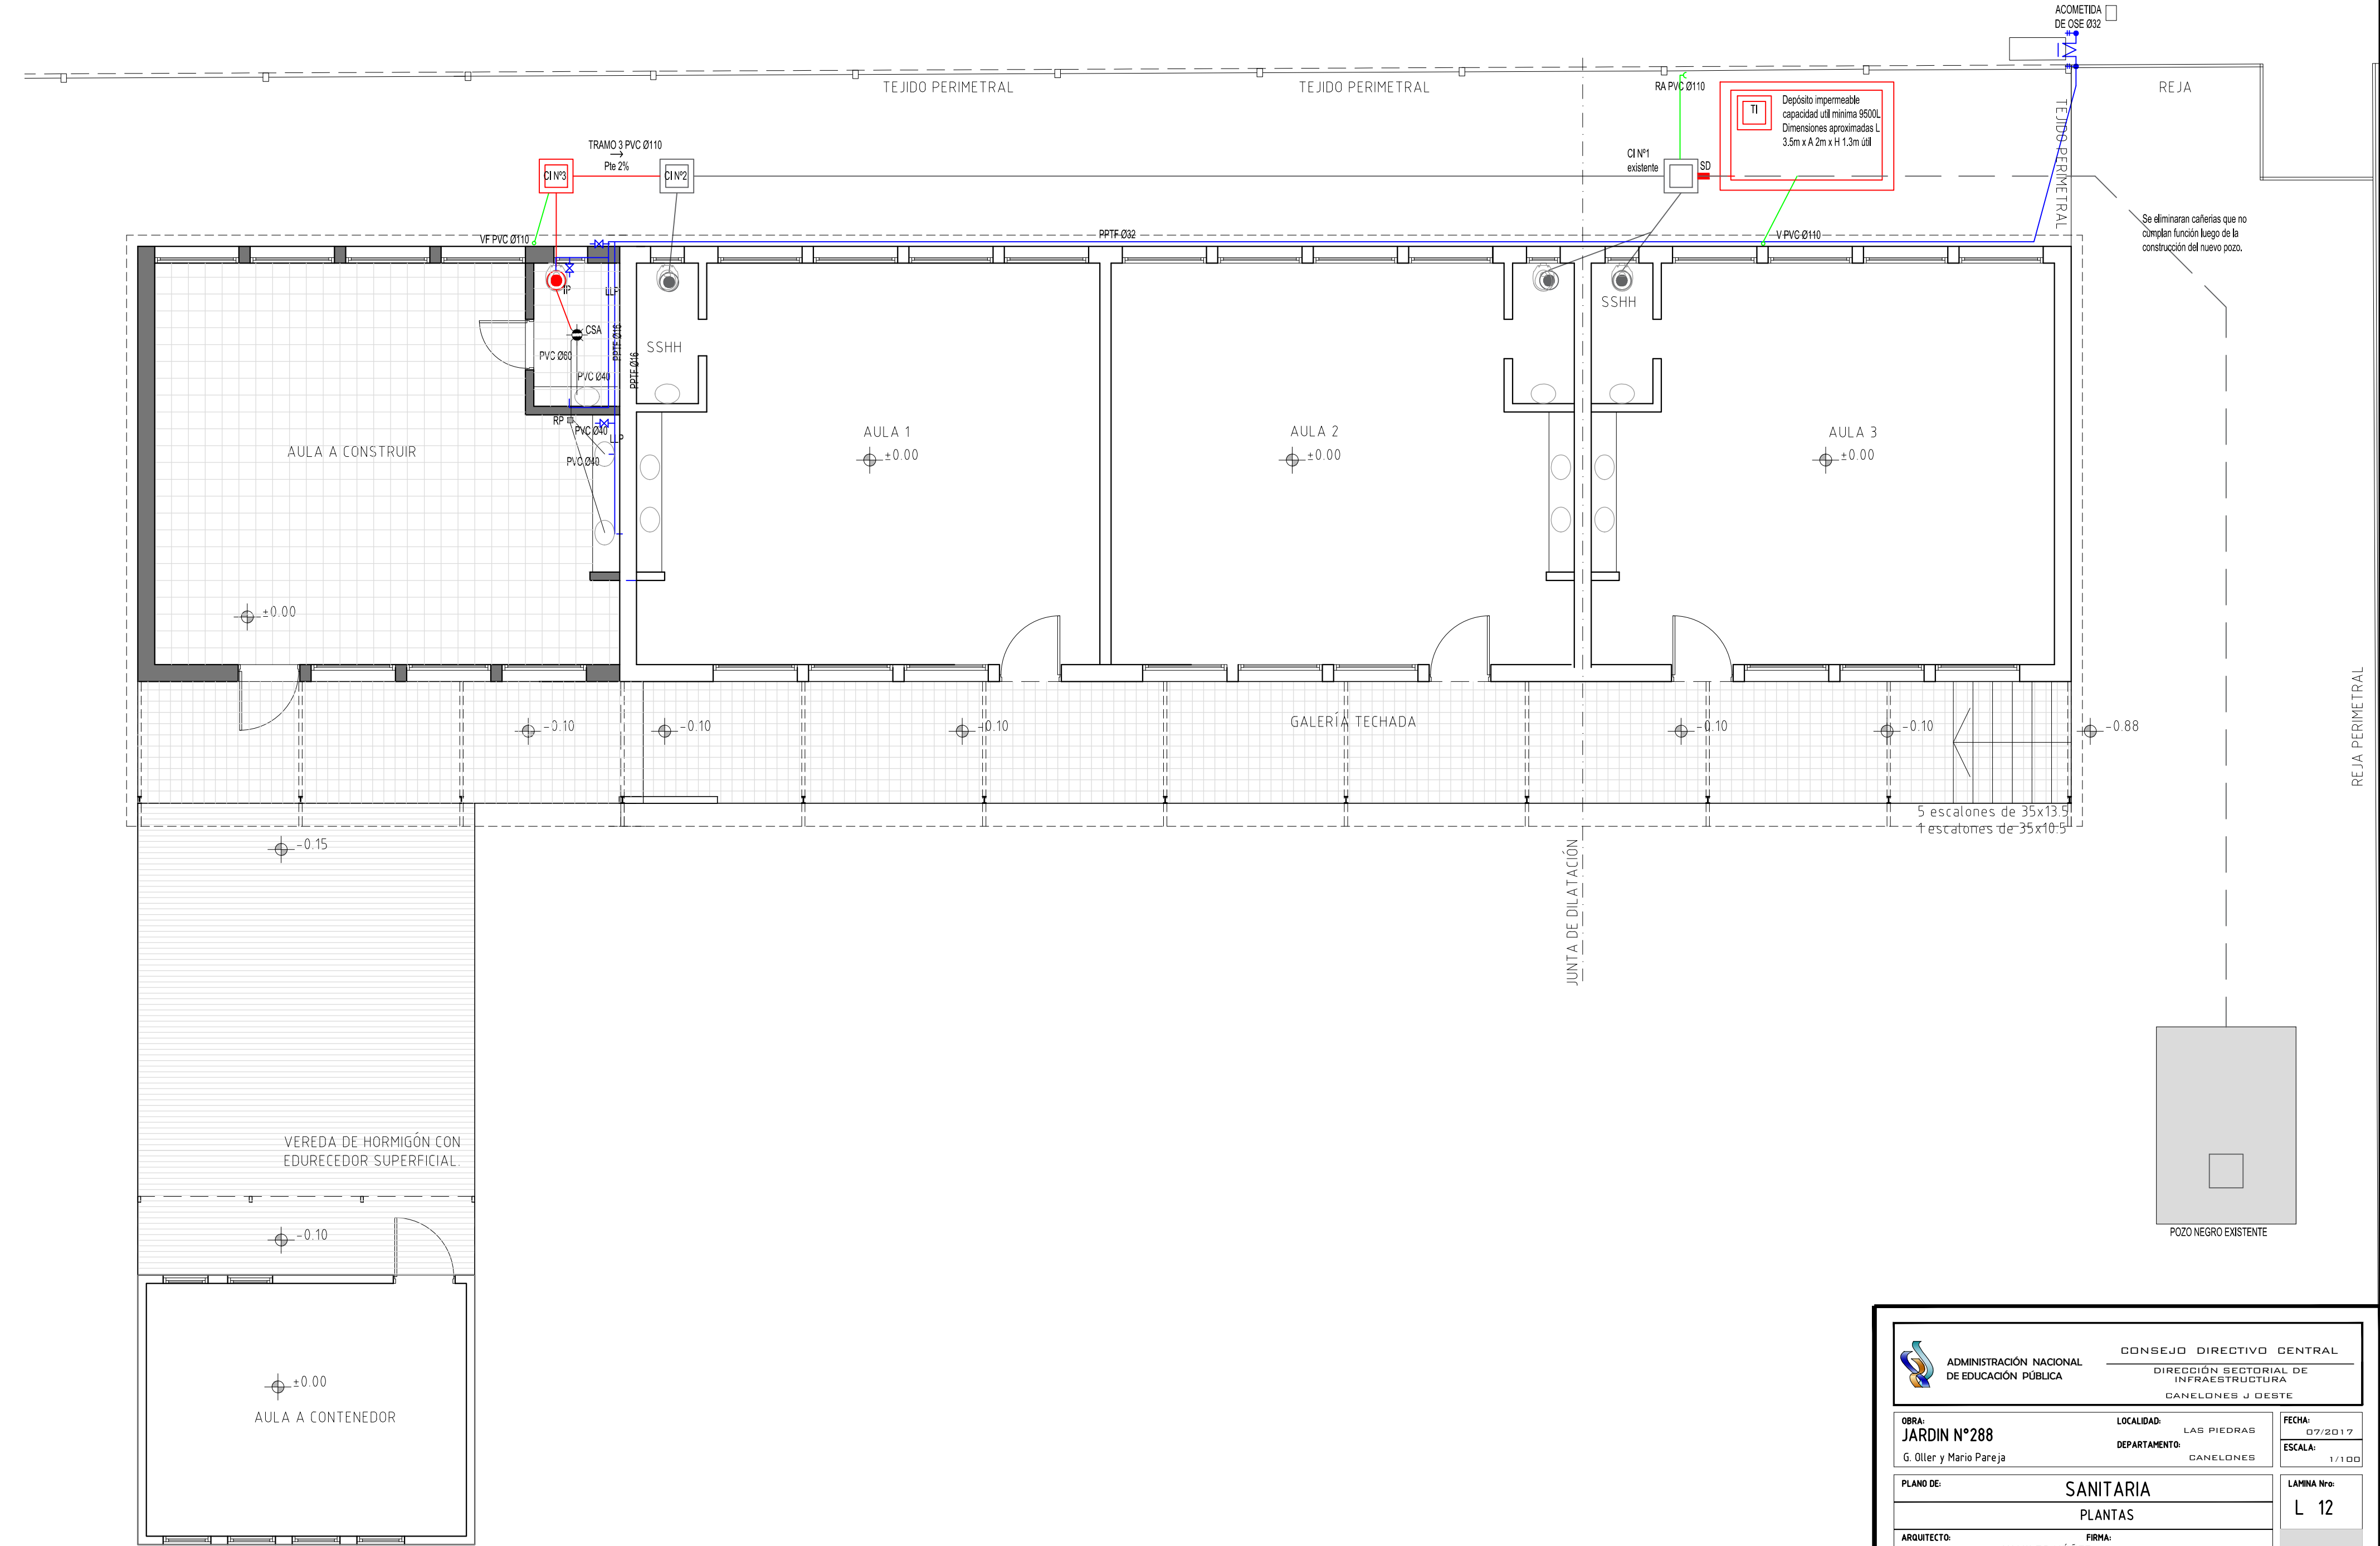 ACOMETIDA
DE OSE Ø32
TEJIDO PERIMETRAL
TEJIDO PERIMETRAL
RA PVC Ø110
REJA
TI
Depósito impermeable
capacidad util minima 9500L
Dimensiones aproximadas L
3.5m x A 2m x H 1.3m útil
TEJIDO PERIMETRAL
TRAMO 3 PVC Ø110
Pte 2%
CI Nº3
CI Nº2
CI Nº1
existente
SD
Se eliminaran cañerias que no
cumplan función luego de la
construcción del nuevo pozo.
VF PVC Ø110
PPTF Ø32
V PVC Ø110
IP
LLP
CSA
PVC Ø60
PPTF Ø16
PPTF Ø16
PVC Ø40
SSHH
SSHH
RP
PVC Ø40
LLP
PVC Ø40
AULA A CONSTRUIR
AULA 1
±0.00
AULA 2
±0.00
AULA 3
±0.00
±0.00
-0.10
-0.10
-0.10
GALERÍA TECHADA
-0.10
-0.10
-0.88
REJA PERIMETRAL
5 escalones de 35x13.5
1 escalones de 35x10.5
JUNTA DE DILATACIÓN
-0.15
VEREDA DE HORMIGÓN CON
EDURECEDOR SUPERFICIAL.
-0.10
POZO NEGRO EXISTENTE
±0.00
AULA A CONTENEDOR
ADMINISTRACIÓN NACIONAL
DE EDUCACIÓN PÚBLICA
CONSEJO DIRECTIVO CENTRAL
DIRECCIÓN SECTORIAL DE
INFRAESTRUCTURA
CANELONES J OESTE
OBRA:
JARDIN N°288
G. Oller y Mario Pareja
LOCALIDAD:
LAS PIEDRAS
DEPARTAMENTO:
CANELONES
FECHA:
07/2017
ESCALA:
1/100
PLANO DE:
SANITARIA
PLANTAS
LAMINA Nro:
L 12
ARQUITECTO:
FIRMA: